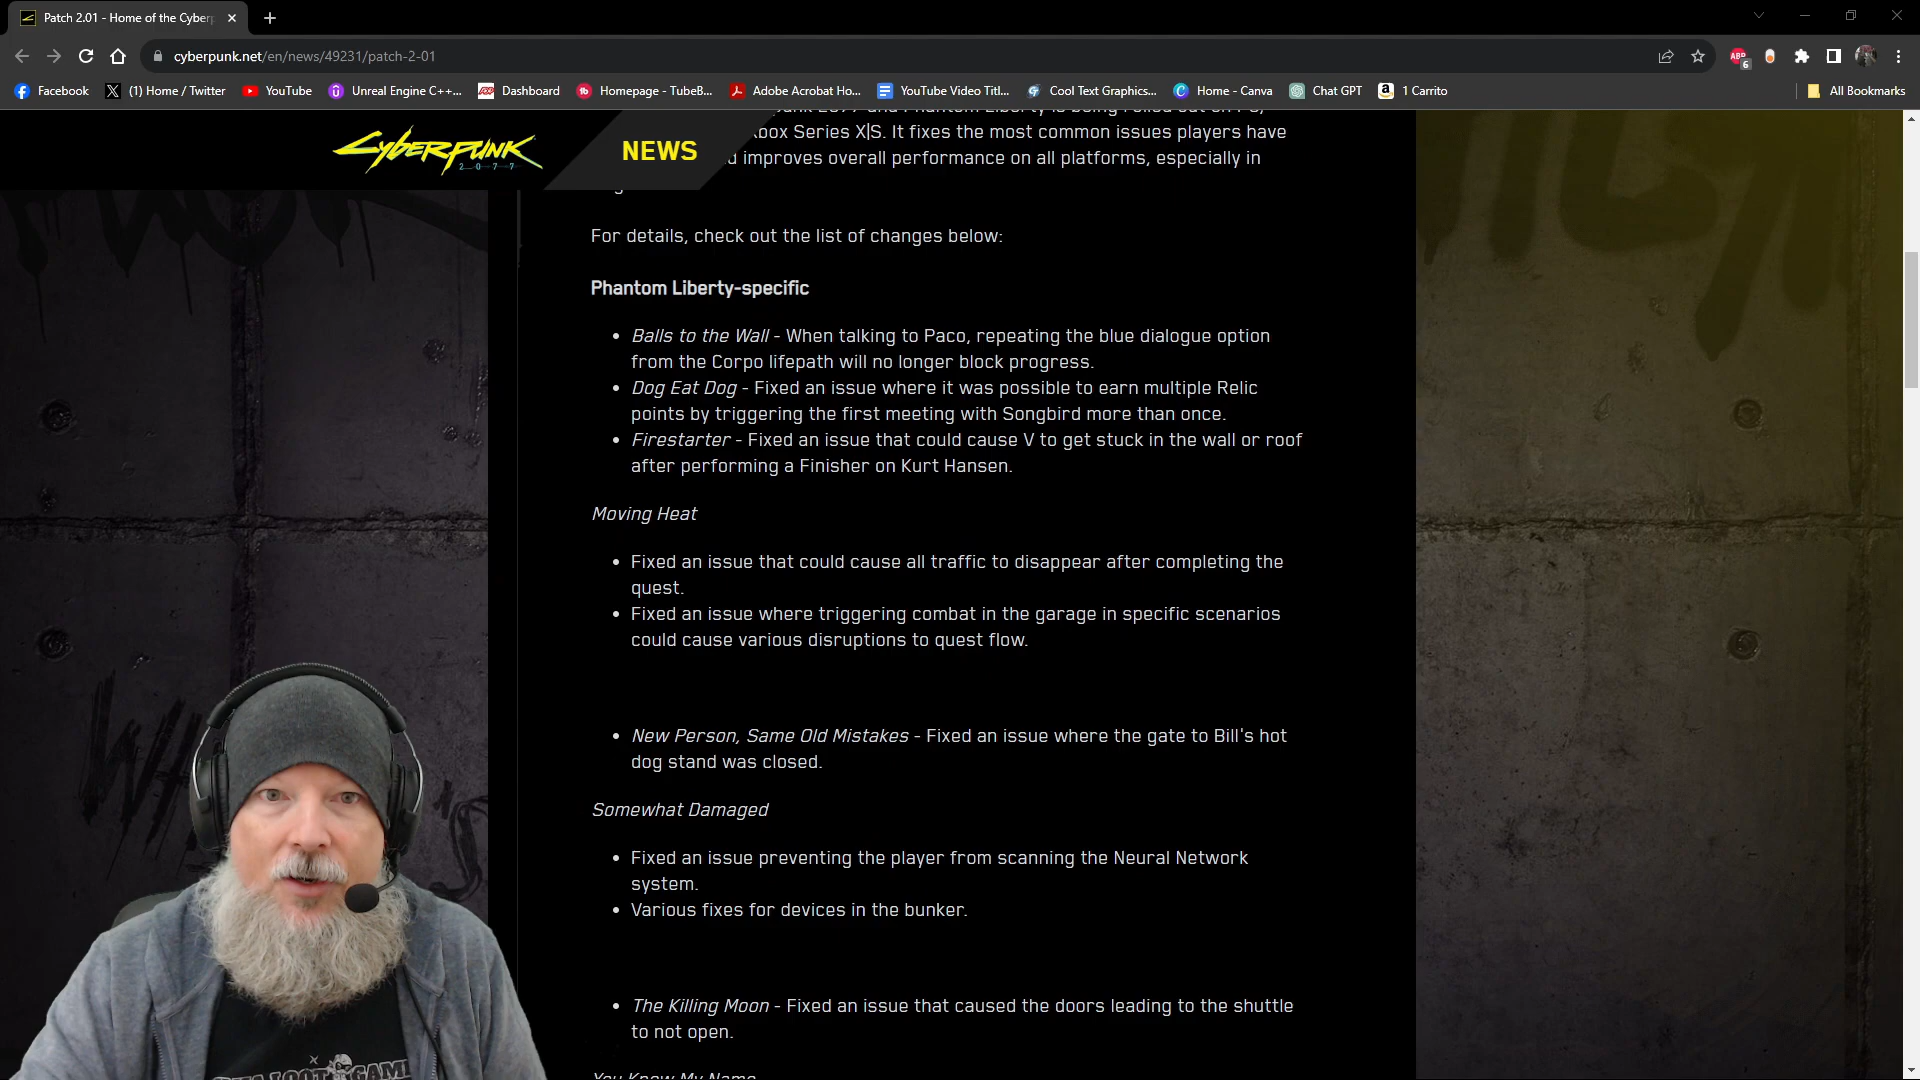 Patch 2.01 - Home of the Cyberp
cyberpunk.net/en/news/49231/patch-2-01
ABP
6
Facebook
(1) Home / Twitter
YouTube
Unreal Engine C++...
Dashboard
Homepage - TubeB...
Adobe Acrobat Ho...
YouTube Video Titl...
Cool Text Graphics...
Home - Canva
Chat GPT
1 Carrito
All Bookmarks
CYBERPUNK
2077
NEWS
box Series X|S. It fixes the most common issues players have
d improves overall performance on all platforms, especially in
For details, check out the list of changes below:
Phantom Liberty-specific
• Balls to the Wall - When talking to Paco, repeating the blue dialogue option
from the Corpo lifepath will no longer block progress.
• Dog Eat Dog - Fixed an issue where it was possible to earn multiple Relic
points by triggering the first meeting with Songbird more than once.
• Firestarter - Fixed an issue that could cause V to get stuck in the wall or roof
after performing a Finisher on Kurt Hansen.
Moving Heat
• Fixed an issue that could cause all traffic to disappear after completing the
quest.
• Fixed an issue where triggering combat in the garage in specific scenarios
could cause various disruptions to quest flow.
• New Person, Same Old Mistakes - Fixed an issue where the gate to Bill's hot
dog stand was closed.
Somewhat Damaged
• Fixed an issue preventing the player from scanning the Neural Network
system.
• Various fixes for devices in the bunker.
• The Killing Moon - Fixed an issue that caused the doors leading to the shuttle
to not open.
You Know My Name